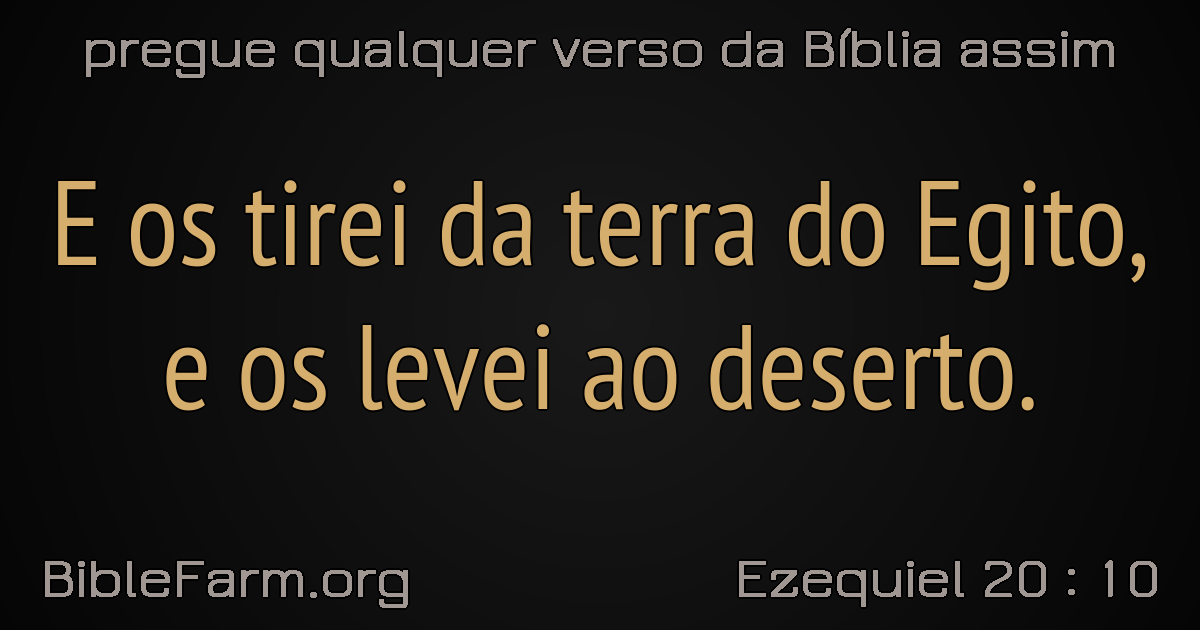 pregue qualquer verso da Bíblia assim
E os tirei da terra do Egito,
e os levei ao deserto.
BibleFarm.org
Ezequiel 20 : 10